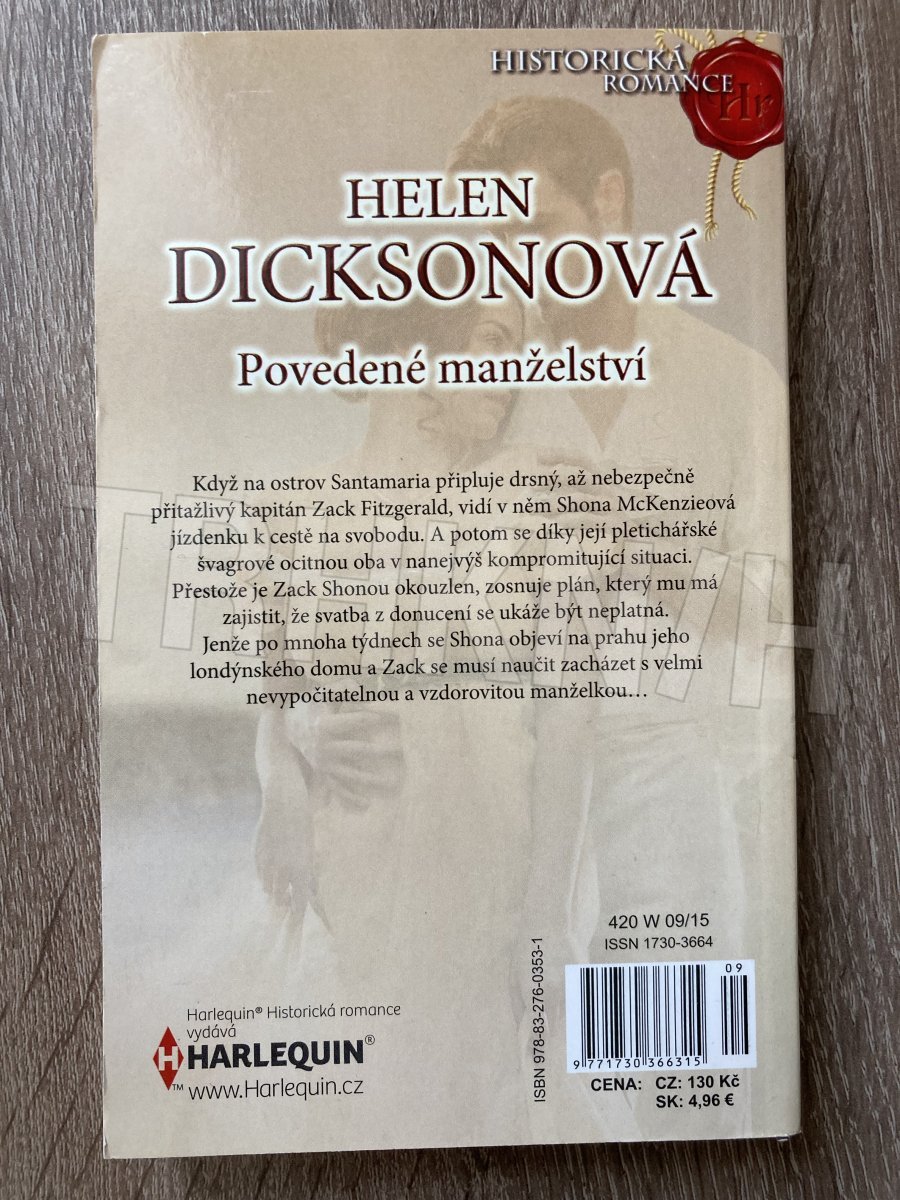 HISTORICKÁ
ROMANCE
Hr
HELEN
DICKSONOVÁ
Povedené manželství
Když na ostrov Santamaria připluje drsný, až nebezpečně
přitažlivý kapitán Zack Fitzgerald, vidí v něm Shona McKenzieová
jízdenku k cestě na svobodu. A potom se díky její pletichářské
švagrové ocitnou oba v nanejvýš kompromitující situaci.
Přestože je Zack Shonou okouzlen, zosnuje plán, který mu má
zajistit, že svatba z donucení se ukáže být neplatná.
Jenže po mnoha týdnech se Shona objeví na prahu jeho
londýnského domu a Zack se musí naučit zacházet s velmi
nevypočitatelnou a vzdorovitou manželkou…
420 W 09/15
ISSN 1730-3664
09
9 771730 366315
ISBN 978-83-276-0353-1
CENA: CZ: 130 Kč
SK: 4,96 €
Harlequin® Historická romance
vydává
H HARLEQUIN®
™ www.Harlequin.cz